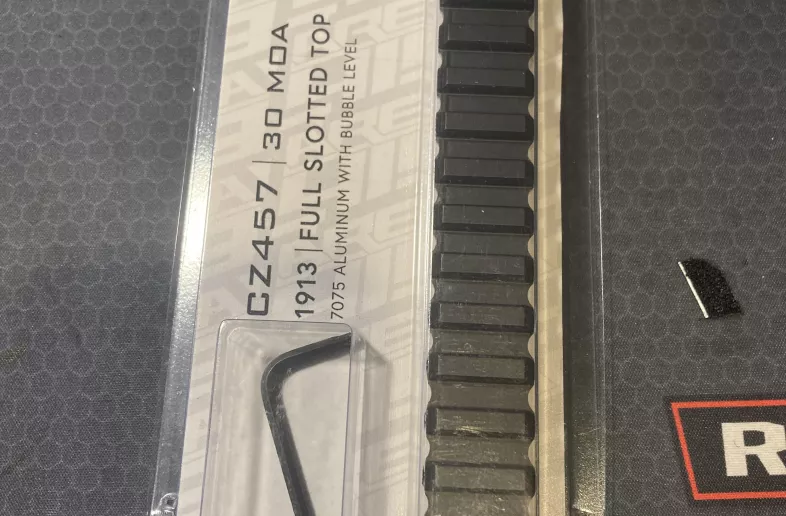 CZ457 | 30 MOA
1913 | FULL SLOTTED TOP
7075 ALUMINUM WITH BUBBLE LEVEL
R